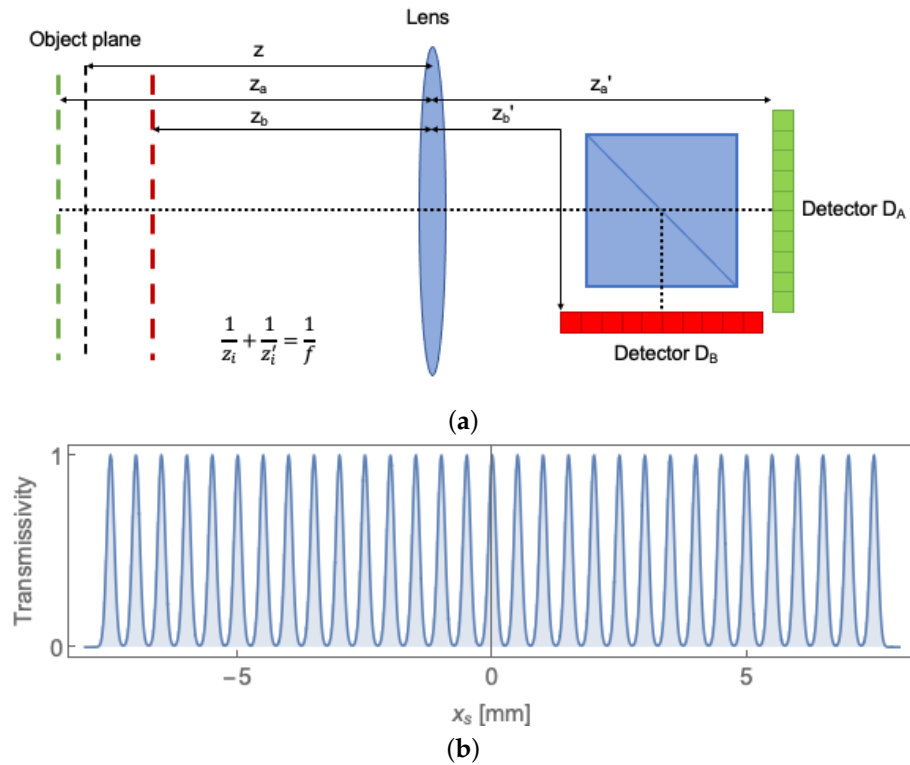 Lens
Object plane
z
z_a
z_a'
z_b
z_b'
Detector D_A
1/z_i + 1/z_i' = 1/f
Detector D_B
(a)
1
Transmissivity
0
−5
0
5
x_s [mm]
(b)